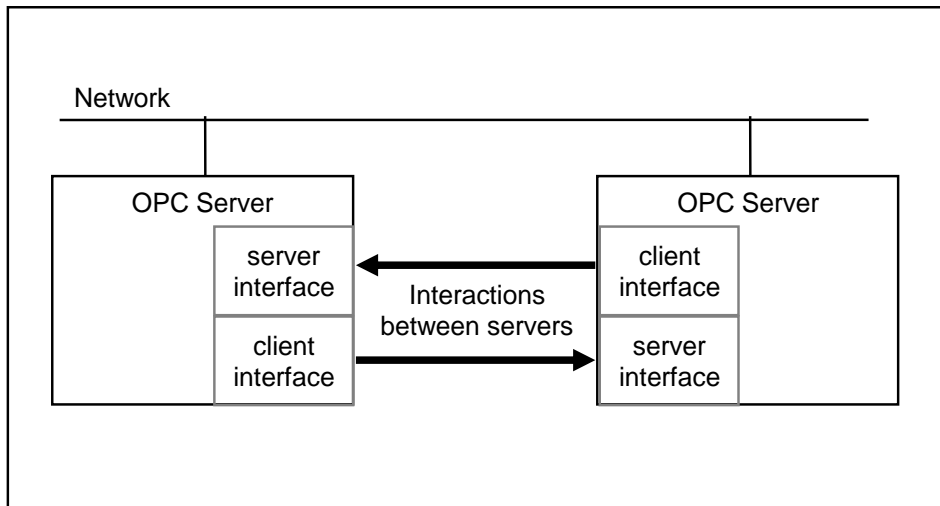 Network
OPC Server
server
interface
client
interface
Interactions
between servers
OPC Server
client
interface
server
interface